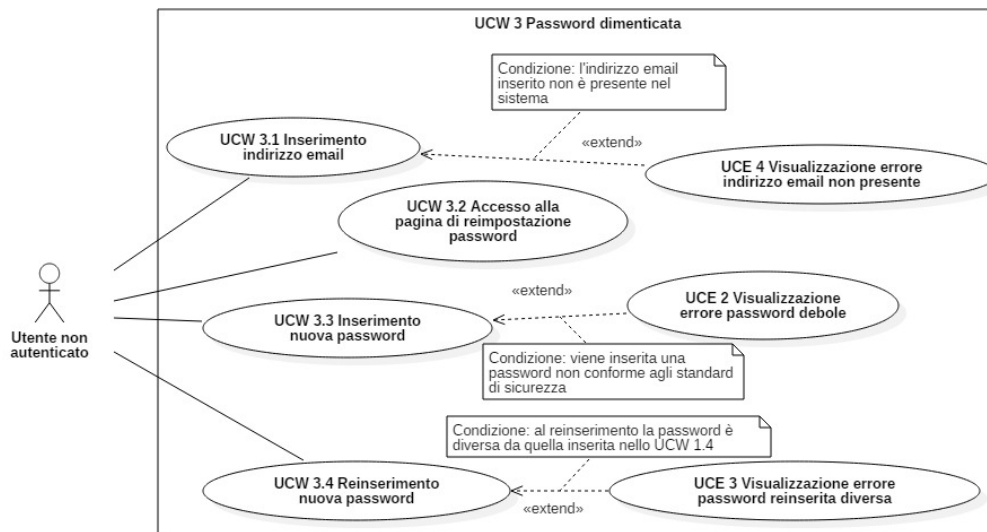 UCW 3 Password dimenticata
Condizione: l'indirizzo email
inserito non è presente nel
sistema
UCW 3.1 Inserimento
indirizzo email
«extend»
UCE 4 Visualizzazione errore
indirizzo email non presente
UCW 3.2 Accesso alla
pagina di reimpostazione
password
Utente non
autenticato
UCW 3.3 Inserimento
nuova password
«extend»
UCE 2 Visualizzazione
errore password debole
Condizione: viene inserita una
password non conforme agli standard
di sicurezza
Condizione: al reinserimento la password è
diversa da quella inserita nello UCW 1.4
UCW 3.4 Reinserimento
nuova password
«extend»
UCE 3 Visualizzazione errore
password reinserita diversa